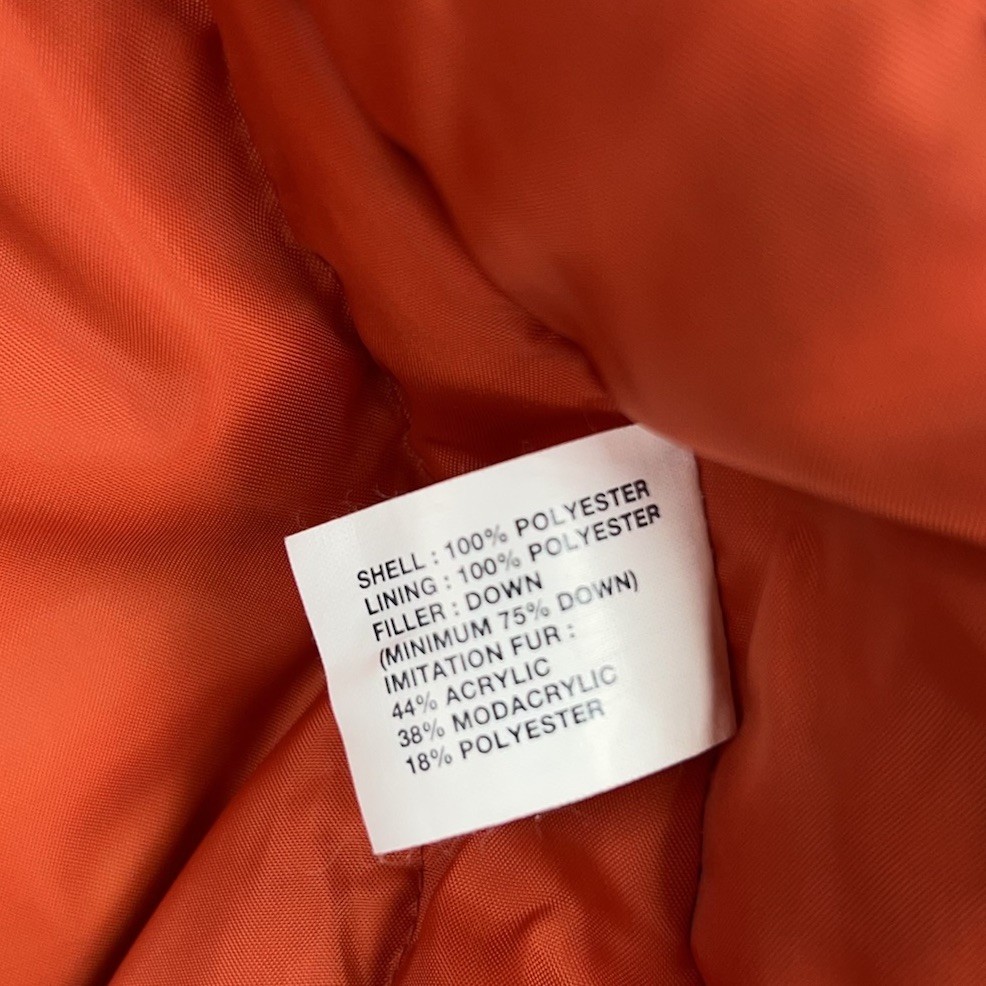 SHELL : 100% POLYESTER
LINING : 100% POLYESTER
FILLER : DOWN
(MINIMUM 75% DOWN)
IMITATION FUR :
44% ACRYLIC
38% MODACRYLIC
18% POLYESTER